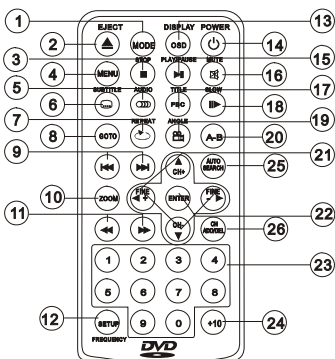 1 13
EJECT DISPLAY POWER
2 MODE OSD 14
3 STOP PLAY/PAUSE MUTE 15
4 MENU 16
5 SUBTITLE AUDIO TITLE SLOW 17
6 PBC 18
7 REPEAT ANGLE 19
8 GOTO A-B 20
9 21
CH+ AUTO SEARCH 25
10 ZOOM FINE + ENTER FINE - 22
11 CH- CH ADD/DEL 26
1 2 3 4 23
5 6 7 8
12 SETUP 9 0 +10 24
FREQUENCY
DVD